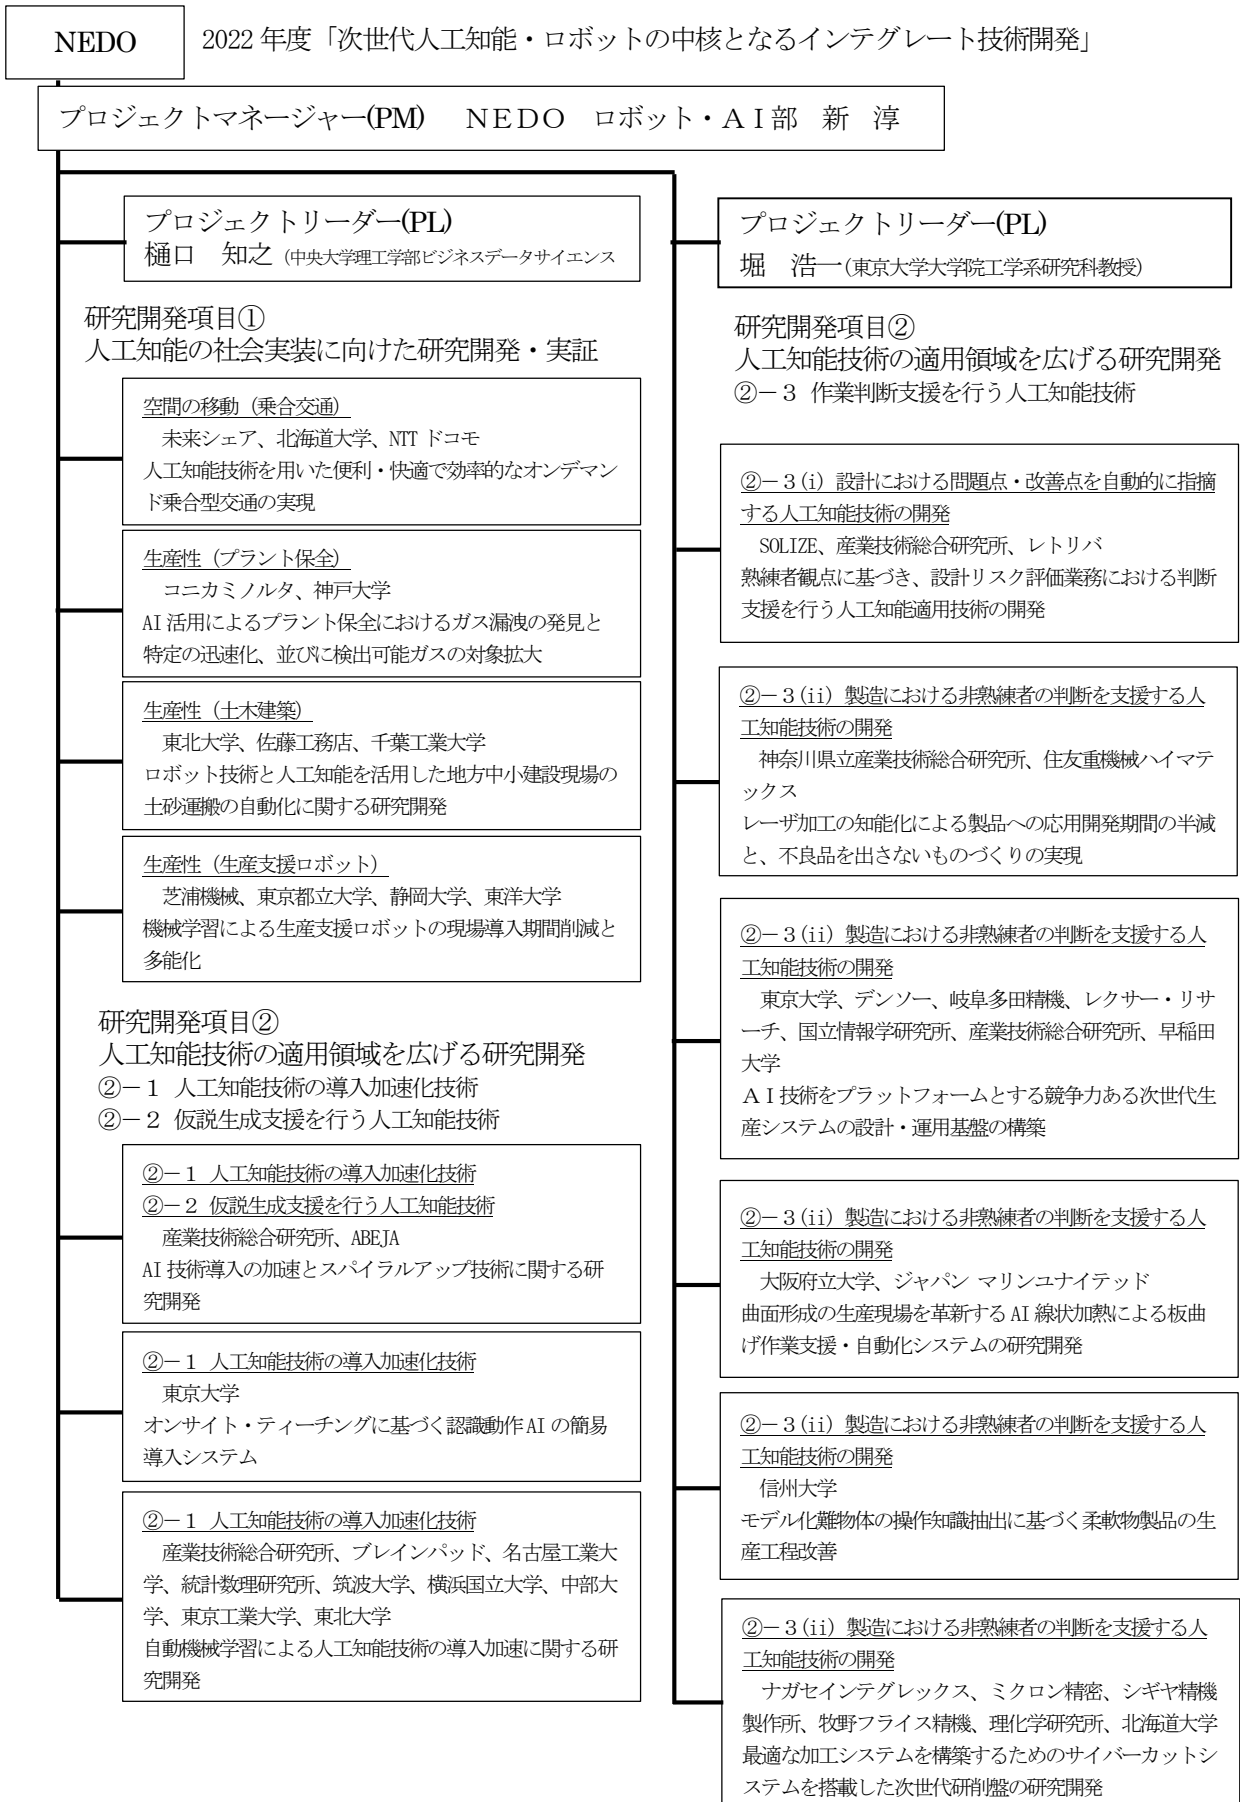 NEDO
2022 年度「次世代人工知能・ロボットの中核となるインテグレート技術開発」
プロジェクトマネージャー(PM)　ＮＥＤＯ　ロボット・ＡＩ部　新　淳
プロジェクトリーダー(PL)
樋口　知之（中央大学理工学部ビジネスデータサイエンス
研究開発項目①
人工知能の社会実装に向けた研究開発・実証
空間の移動（乗合交通）
未来シェア、北海道大学、NTT ドコモ
人工知能技術を用いた便利・快適で効率的なオンデマン
ド乗合型交通の実現
生産性（プラント保全）
コニカミノルタ、神戸大学
AI 活用によるプラント保全におけるガス漏洩の発見と
特定の迅速化、並びに検出可能ガスの対象拡大
生産性（土木建築）
東北大学、佐藤工務店、千葉工業大学
ロボット技術と人工知能を活用した地方中小建設現場の
土砂運搬の自動化に関する研究開発
生産性（生産支援ロボット）
芝浦機械、東京都立大学、静岡大学、東洋大学
機械学習による生産支援ロボットの現場導入期間削減と
多能化
研究開発項目②
人工知能技術の適用領域を広げる研究開発
②－１ 人工知能技術の導入加速化技術
②－２ 仮説生成支援を行う人工知能技術
②－１ 人工知能技術の導入加速化技術
②－２ 仮説生成支援を行う人工知能技術
産業技術総合研究所、ABEJA
AI 技術導入の加速とスパイラルアップ技術に関する研
究開発
②－１ 人工知能技術の導入加速化技術
東京大学
オンサイト・ティーチングに基づく認識動作 AI の簡易
導入システム
②－１ 人工知能技術の導入加速化技術
産業技術総合研究所、ブレインパッド、名古屋工業大
学、統計数理研究所、筑波大学、横浜国立大学、中部大
学、東京工業大学、東北大学
自動機械学習による人工知能技術の導入加速に関する研
究開発
プロジェクトリーダー(PL)
堀　浩一(東京大学大学院工学系研究科教授)
研究開発項目②
人工知能技術の適用領域を広げる研究開発
②－３ 作業判断支援を行う人工知能技術
②－３(i) 設計における問題点・改善点を自動的に指摘
する人工知能技術の開発
SOLIZE、産業技術総合研究所、レトリバ
熟練者観点に基づき、設計リスク評価業務における判断
支援を行う人工知能適用技術の開発
②－３(ii) 製造における非熟練者の判断を支援する人
工知能技術の開発
神奈川県立産業技術総合研究所、住友重機械ハイマテ
ックス
レーザ加工の知能化による製品への応用開発期間の半減
と、不良品を出さないものづくりの実現
②－３(ii) 製造における非熟練者の判断を支援する人
工知能技術の開発
東京大学、デンソー、岐阜多田精機、レクサー・リサ
ーチ、国立情報学研究所、産業技術総合研究所、早稲田
大学
ＡＩ技術をプラットフォームとする競争力ある次世代生
産システムの設計・運用基盤の構築
②－３(ii) 製造における非熟練者の判断を支援する人
工知能技術の開発
大阪府立大学、ジャパン マリンユナイテッド
曲面形成の生産現場を革新する AI 線状加熱による板曲
げ作業支援・自動化システムの研究開発
②－３(ii) 製造における非熟練者の判断を支援する人
工知能技術の開発
信州大学
モデル化難物体の操作知識抽出に基づく柔軟物製品の生
産工程改善
②－３(ii) 製造における非熟練者の判断を支援する人
工知能技術の開発
ナガセインテグレックス、ミクロン精密、シギヤ精機
製作所、牧野フライス精機、理化学研究所、北海道大学
最適な加工システムを構築するためのサイバーカットシ
ステムを搭載した次世代研削盤の研究開発